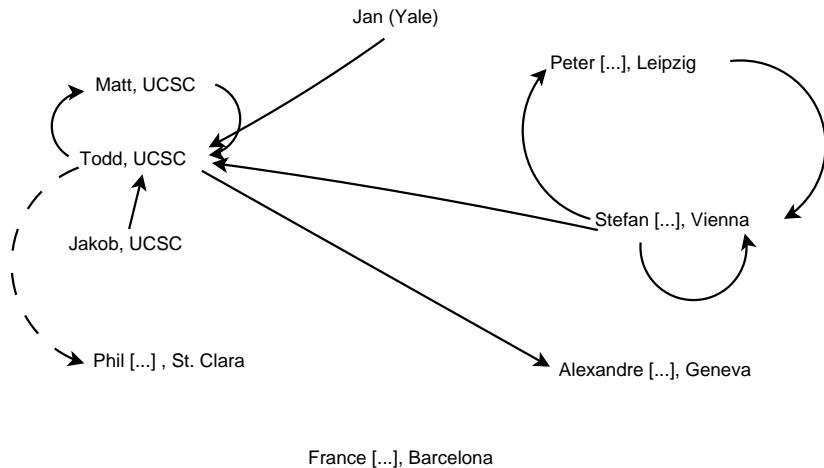 Jan (Yale)
Peter [...], Leipzig
Matt, UCSC
Todd, UCSC
Stefan [...], Vienna
Jakob, UCSC
Phil [...] , St. Clara
Alexandre [...], Geneva
France [...], Barcelona